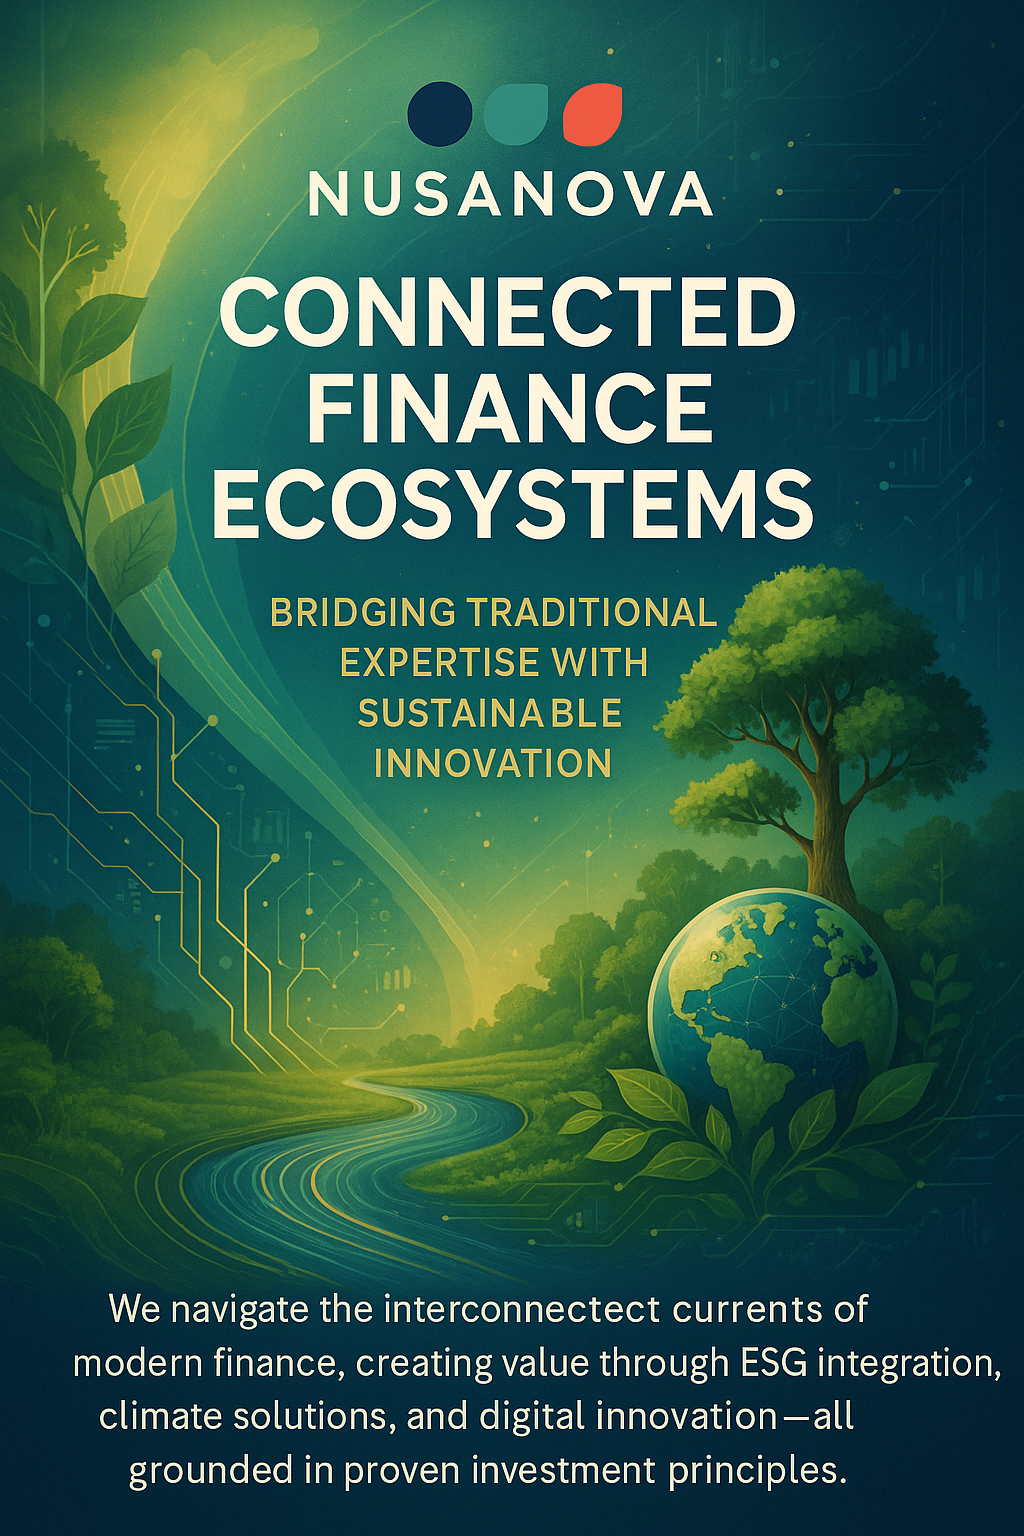 NUSANOVA
CONNECTED
FINANCE
ECOSYSTEMS
BRIDGING TRADITIONAL
EXPERTISE WITH
SUSTAINABLE
INNOVATION
We navigate the interconnectect currents of
modern finance, creating value through ESG integration,
climate solutions, and digital innovation—all
grounded in proven investment principles.